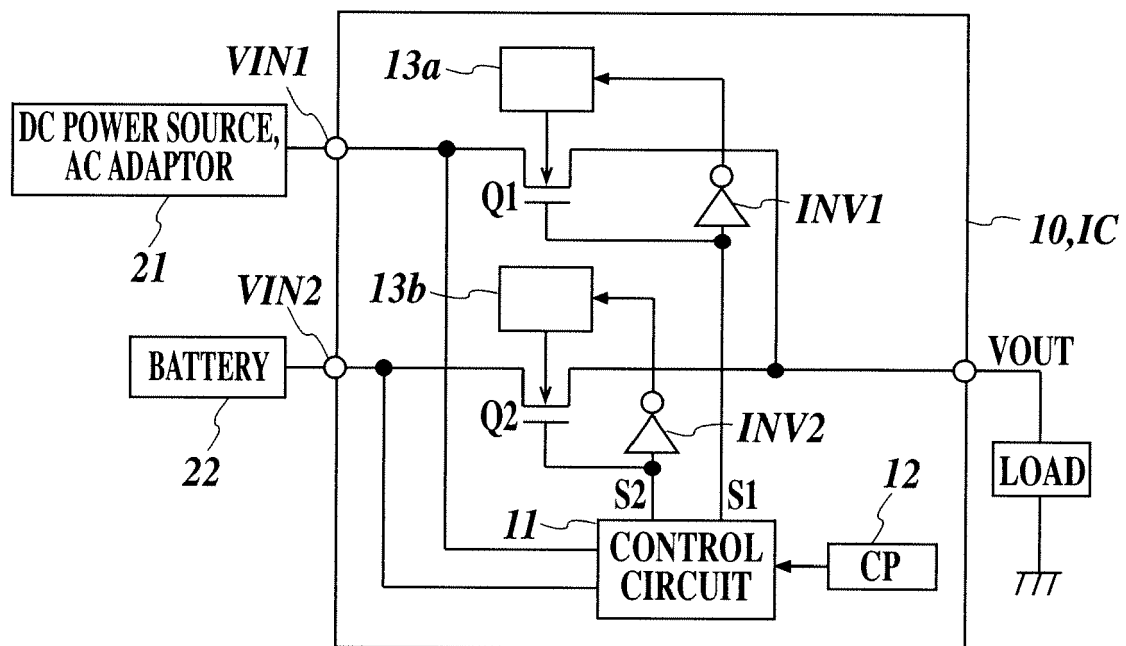 VIN1
13a
DC POWER SOURCE,
AC ADAPTOR
Q1
INV1
10,IC
21
VIN2
13b
BATTERY
VOUT
Q2
INV2
22
LOAD
S2
S1
12
11
CONTROL
CIRCUIT
CP